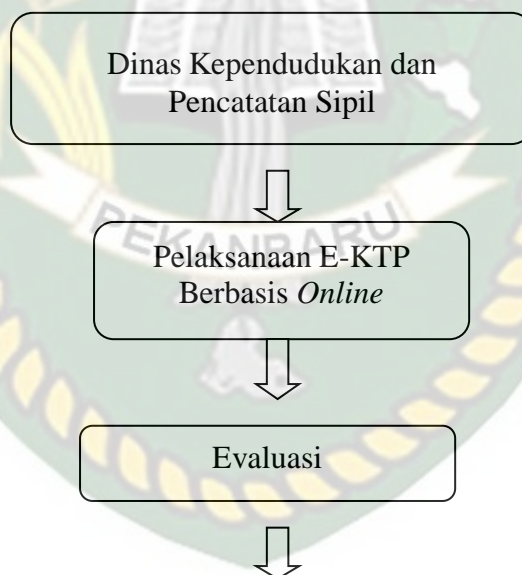 Dinas Kependudukan dan
Pencatatan Sipil
PEKANBARU
Pelaksanaan E-KTP
Berbasis Online
Evaluasi